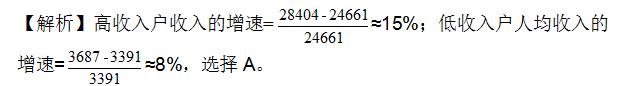 【解析】高收入户收入的增速=(28404-24661)/24661≈15%；低收入户人均收入的
增速=(3687-3391)/3391≈8%，选择 A。